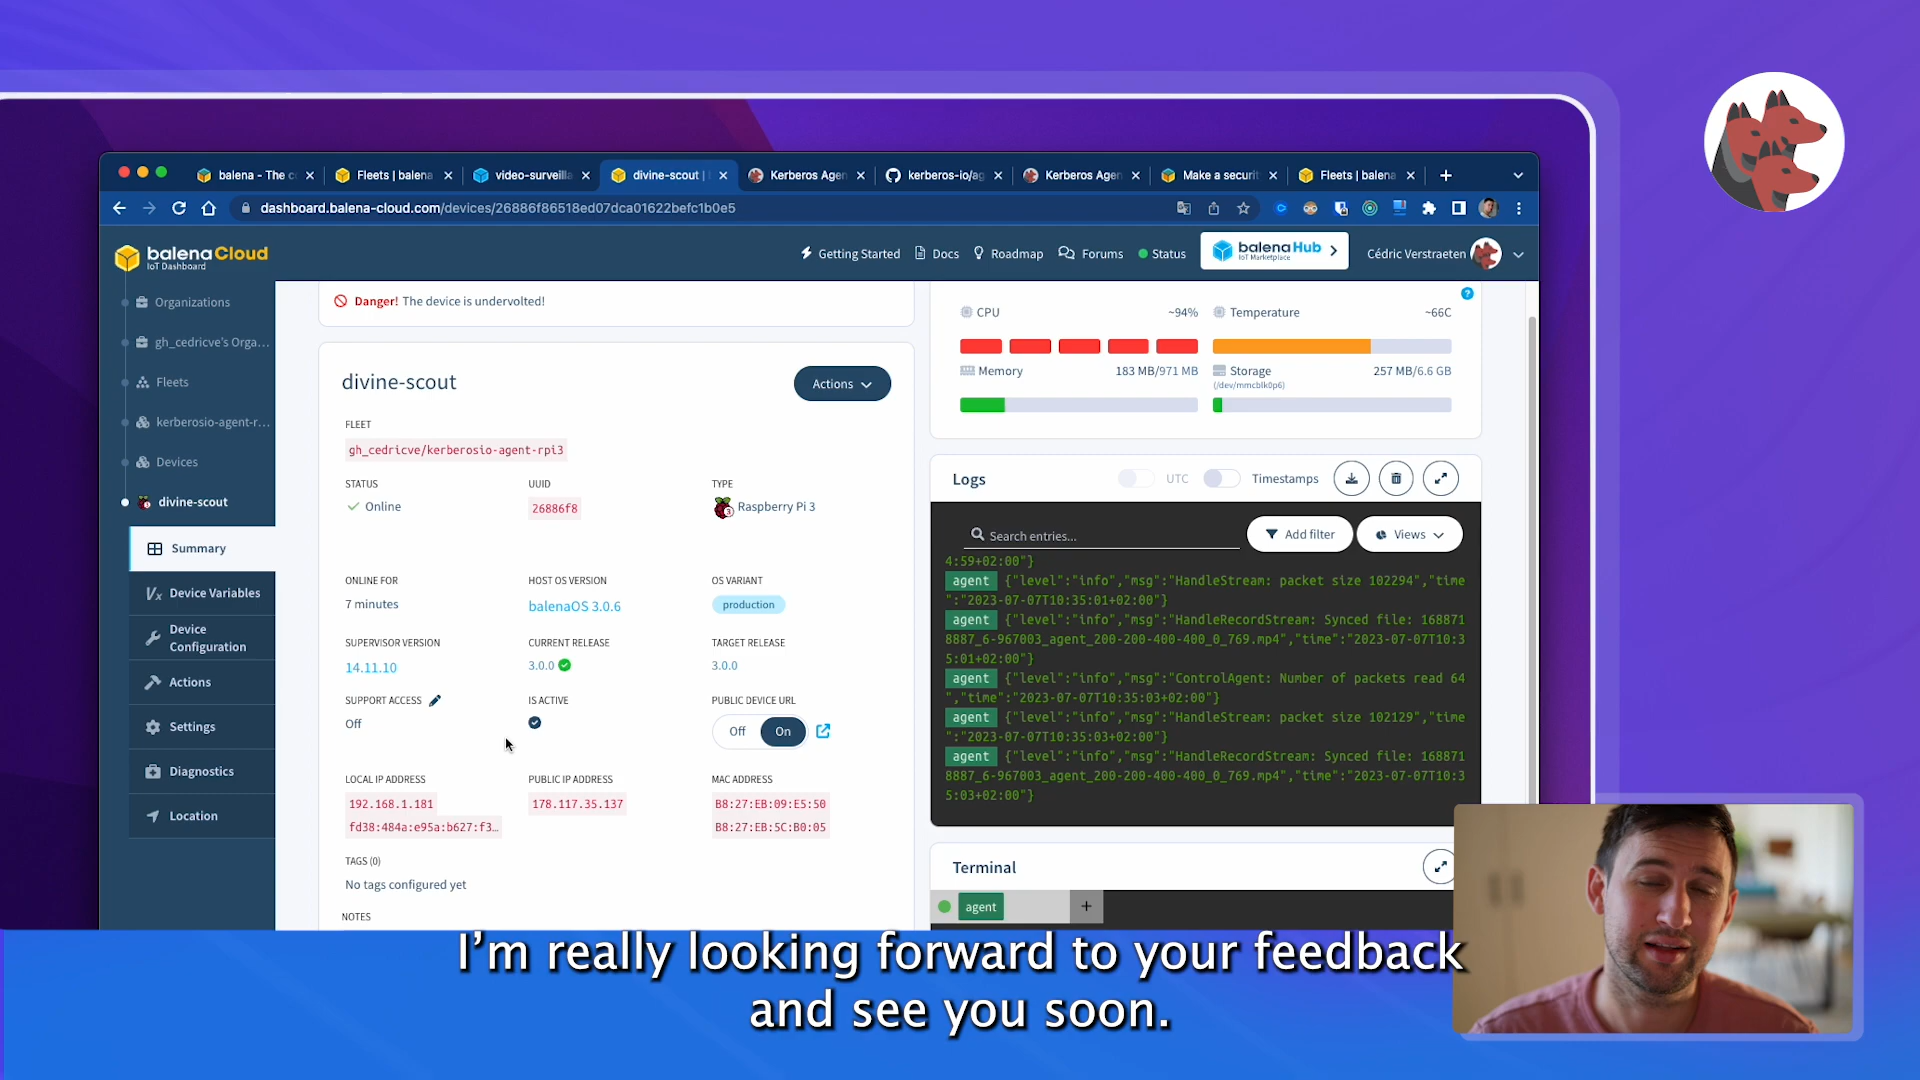 balena - The c
Fleets | balena
video-surveilla
divine-scout |
Kerberos Agen
kerberos-io/ag
Kerberos Agen
Make a securit
Fleets | balena
dashboard.balena-cloud.com/devices/26886f86518ed07dca01622befc1b0e5
balenaCloud
IoT Dashboard
Getting Started
Docs
Roadmap
Forums
Status
balenaHub
IoT Marketplace
Cédric Verstraeten
Organizations
gh_cedricve's Orga...
Fleets
kerberosio-agent-r...
Devices
divine-scout
Summary
Device Variables
Device
Configuration
Actions
Settings
Diagnostics
Location
Danger! The device is undervolted!
divine-scout
Actions
FLEET
gh_cedricve/kerberosio-agent-rpi3
STATUS
Online
UUID
26886f8
TYPE
Raspberry Pi 3
ONLINE FOR
7 minutes
HOST OS VERSION
balenaOS 3.0.6
OS VARIANT
production
SUPERVISOR VERSION
14.11.10
CURRENT RELEASE
3.0.0
TARGET RELEASE
3.0.0
SUPPORT ACCESS
Off
IS ACTIVE
PUBLIC DEVICE URL
Off On
LOCAL IP ADDRESS
192.168.1.181
fd38:484a:e95a:b627:f3...
PUBLIC IP ADDRESS
178.117.35.137
MAC ADDRESS
B8:27:EB:09:E5:50
B8:27:EB:5C:B0:05
TAGS (0)
No tags configured yet
NOTES
CPU ~94%
Temperature ~66C
Memory 183 MB/971 MB
Storage 257 MB/6.6 GB
(/dev/mmcblk0p6)
Logs
UTC
Timestamps
Search entries...
Add filter
Views
4:59+02:00"}
agent {"level":"info","msg":"HandleStream: packet size 102294","time
":"2023-07-07T10:35:01+02:00"}
agent {"level":"info","msg":"HandleRecordStream: Synced file: 168871
8887_6-967003_agent_200-200-400-400_0_769.mp4","time":"2023-07-07T10:3
5:01+02:00"}
agent {"level":"info","msg":"ControlAgent: Number of packets read 64
","time":"2023-07-07T10:35:03+02:00"}
agent {"level":"info","msg":"HandleStream: packet size 102129","time
":"2023-07-07T10:35:03+02:00"}
agent {"level":"info","msg":"HandleRecordStream: Synced file: 168871
8887_6-967003_agent_200-200-400-400_0_769.mp4","time":"2023-07-07T10:3
5:03+02:00"}
Terminal
agent
I'm really looking forward to your feedback
and see you soon.